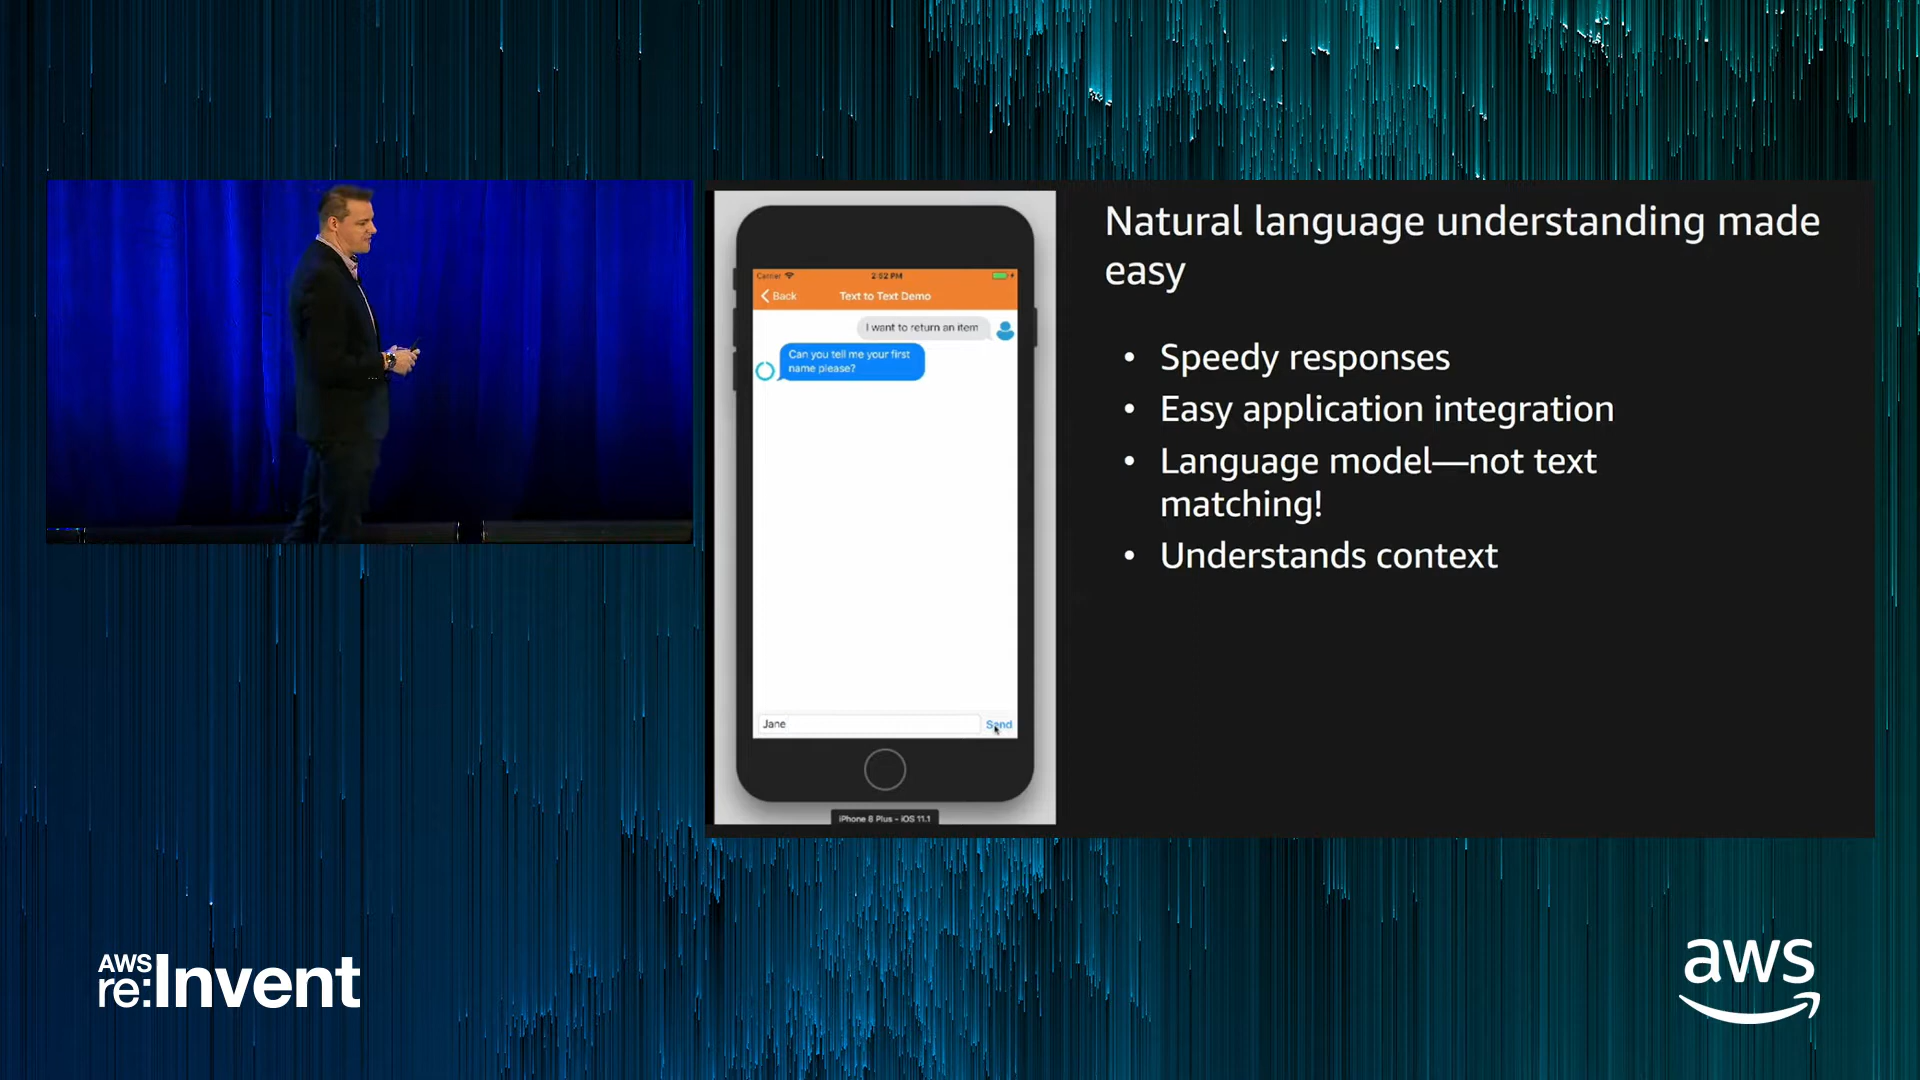 Natural language understanding made
easy
• Speedy responses
• Easy application integration
• Language model—not text
matching!
• Understands context
Carrier
2:52 PM
Back
Text to Text Demo
I want to return an item
Can you tell me your first
name please?
Jane
Send
iPhone 8 Plus - iOS 11.1
AWS
re:Invent
aws